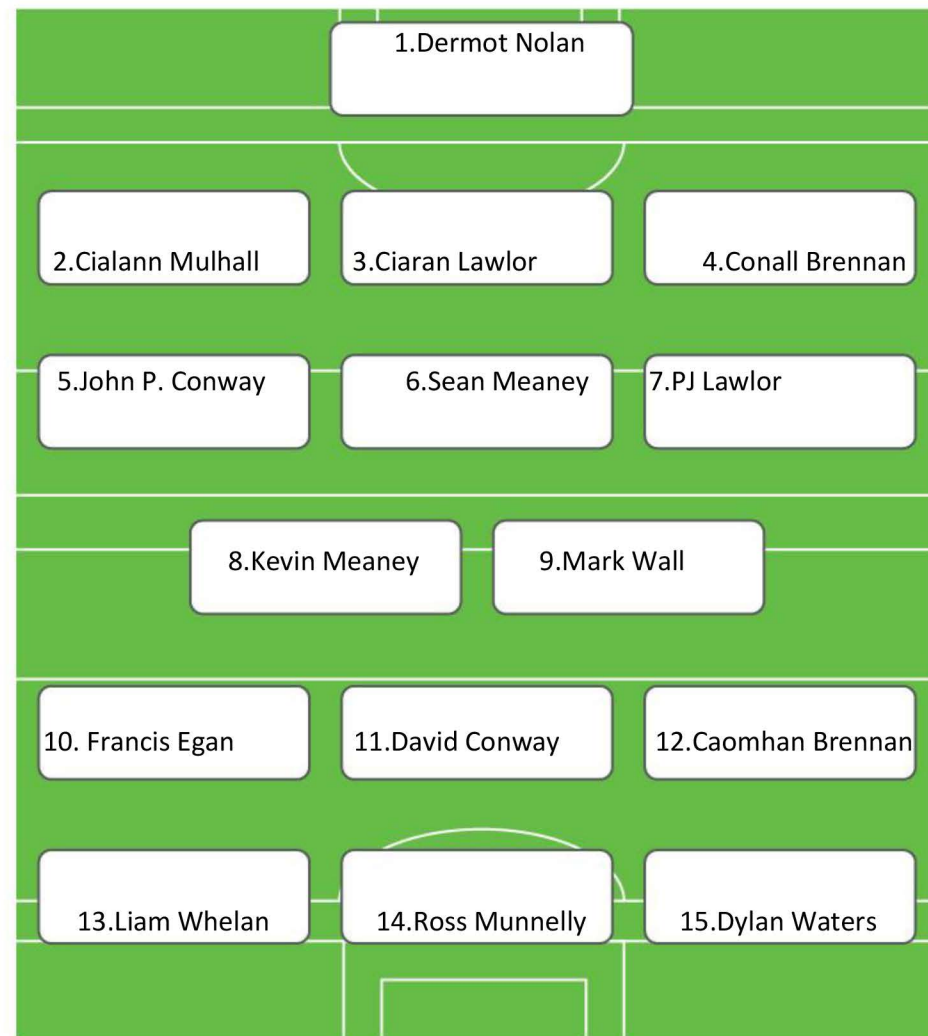 1.Dermot Nolan
2.Cialann Mulhall
3.Ciaran Lawlor
4.Conall Brennan
5.John P. Conway
6.Sean Meaney
7.PJ Lawlor
8.Kevin Meaney
9.Mark Wall
10. Francis Egan
11.David Conway
12.Caomhan Brennan
13.Liam Whelan
14.Ross Munnelly
15.Dylan Waters